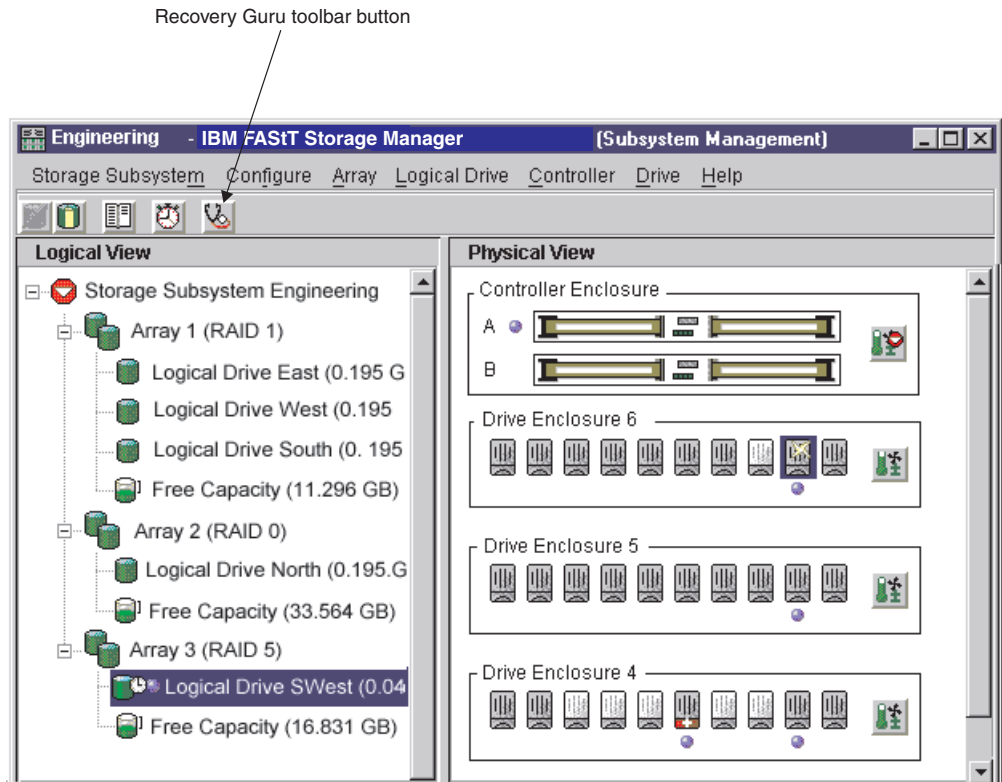 Recovery Guru toolbar button
Engineering - IBM FAStT Storage Manager (Subsystem Management)
Storage Subsystem Configure Array Logical Drive Controller Drive Help
Logical View
Storage Subsystem Engineering
Array 1 (RAID 1)
Logical Drive East (0.195 G
Logical Drive West (0.195
Logical Drive South (0. 195
Free Capacity (11.296 GB)
Array 2 (RAID 0)
Logical Drive North (0.195.G
Free Capacity (33.564 GB)
Array 3 (RAID 5)
Logical Drive SWest (0.04
Free Capacity (16.831 GB)
Physical View
Controller Enclosure
A
B
Drive Enclosure 6
Drive Enclosure 5
Drive Enclosure 4